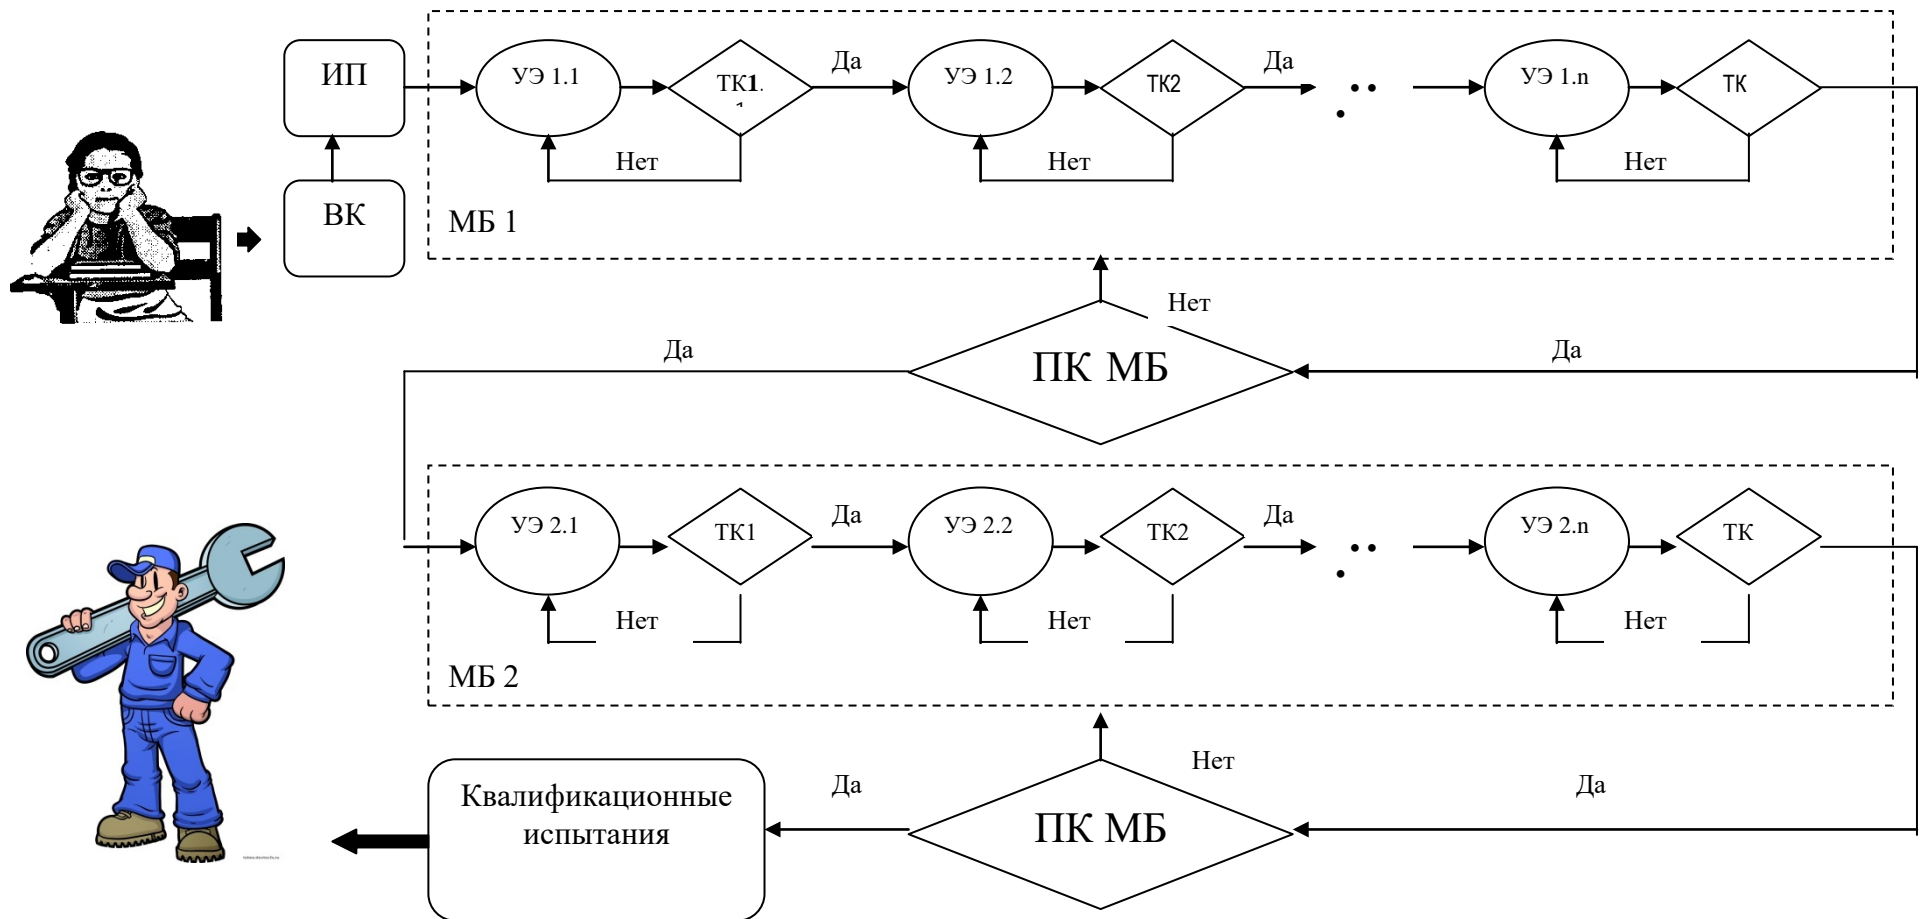 ИП
УЭ 1.1
ТК1.
Да
УЭ 1.2
ТК2
Да
УЭ 1.n
ТК
Нет
Нет
Нет
ВК
МБ 1
Нет
Да
ПК МБ
Да
УЭ 2.1
ТК1
Да
УЭ 2.2
ТК2
Да
УЭ 2.n
ТК
Нет
Нет
Нет
МБ 2
Нет
Квалификационные
испытания
Да
ПК МБ
Да